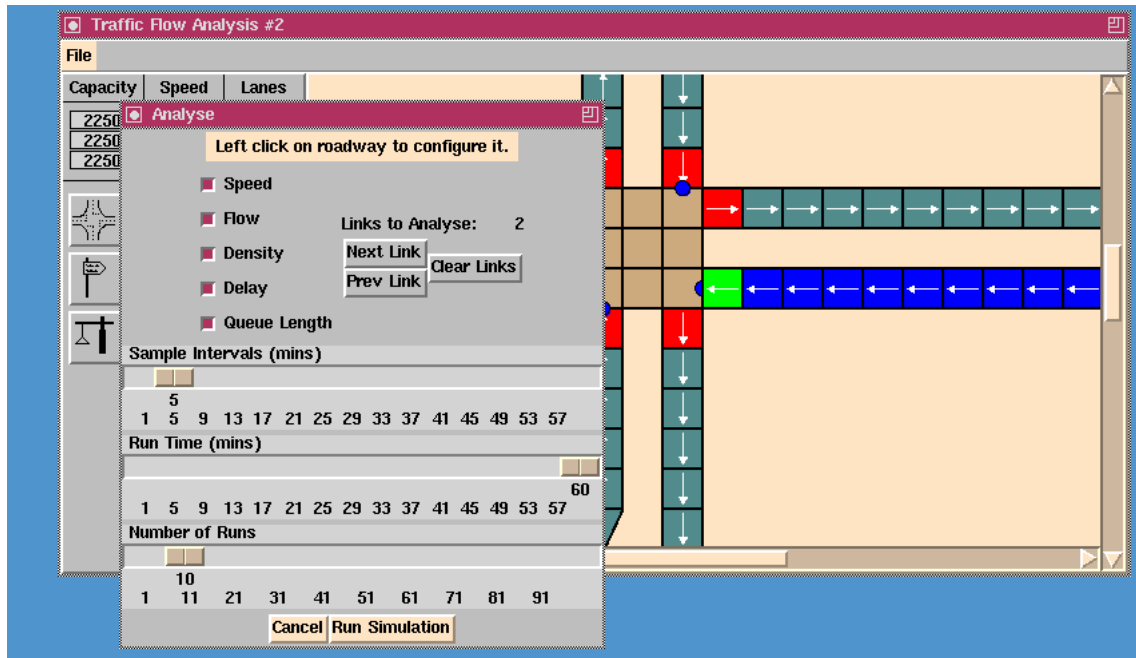 Traffic Flow Analysis #2
File
Capacity Speed Lanes
2250
2250
2250
Analyse
Left click on roadway to configure it.
Speed
Flow
Density
Delay
Queue Length
Links to Analyse: 2
Next Link
Prev Link
Clear Links
Sample Intervals (mins)
5
1 5 9 13 17 21 25 29 33 37 41 45 49 53 57
Run Time (mins)
60
1 5 9 13 17 21 25 29 33 37 41 45 49 53 57
Number of Runs
10
1 11 21 31 41 51 61 71 81 91
Cancel Run Simulation